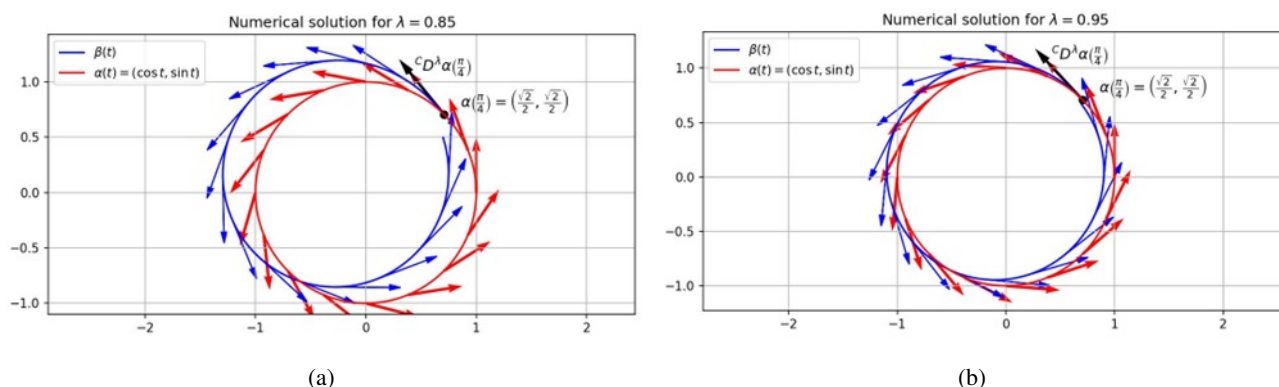 Numerical solution for λ = 0.85
β(t)
α(t) = (cos t, sin t)
ᶜD^λα(π/4)
α(π/4) = (√2/2, √2/2)
1.0
0.5
0.0
−0.5
−1.0
−2
−1
0
1
2
(a)
Numerical solution for λ = 0.95
β(t)
α(t) = (cos t, sin t)
ᶜD^λα(π/4)
α(π/4) = (√2/2, √2/2)
1.0
0.5
0.0
−0.5
−1.0
−2
−1
0
1
2
(b)